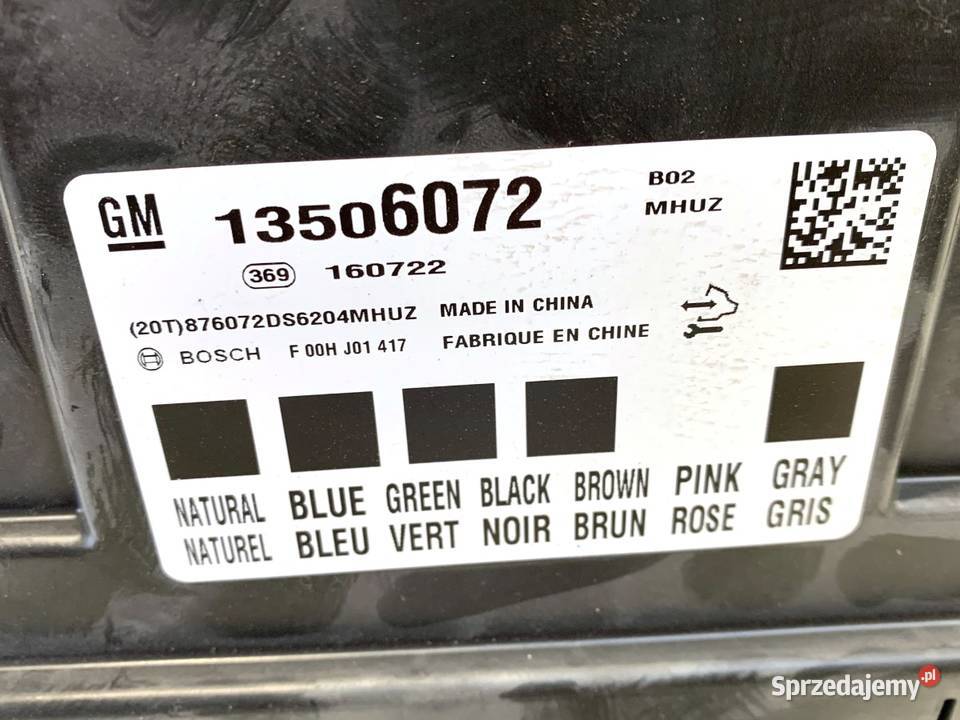 GM 13506072 B02
MHUZ
369 160722
(20T)876072DS6204MHUZ MADE IN CHINA
BOSCH F 00H J01 417 FABRIQUE EN CHINE
NATURAL BLUE GREEN BLACK BROWN PINK GRAY
NATUREL BLEU VERT NOIR BRUN ROSE GRIS
Sprzedajemy.pl